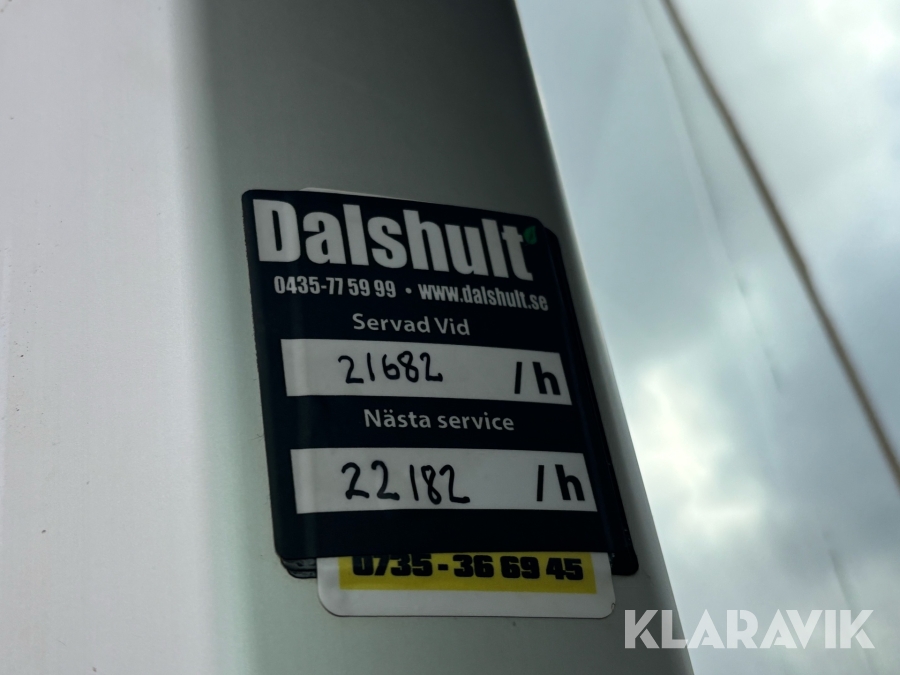 Dalshult
0435-77 59 99 • www.dalshult.se
Servad Vid
21682 /h
Nästa service
22182 /h
0735-36 69 45
KLARAVIK